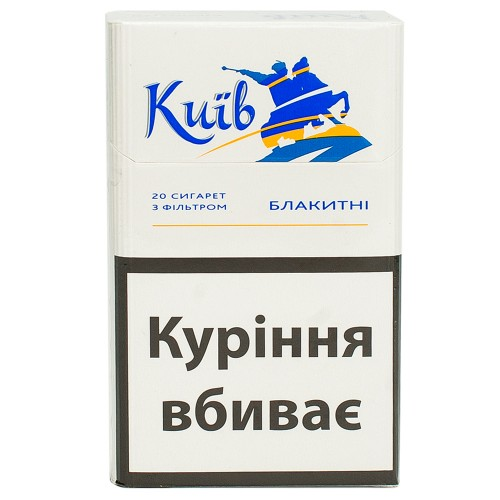 Київ
20 СИГАРЕТ
З ФІЛЬТРОМ
БЛАКИТНІ
Куріння
вбиває